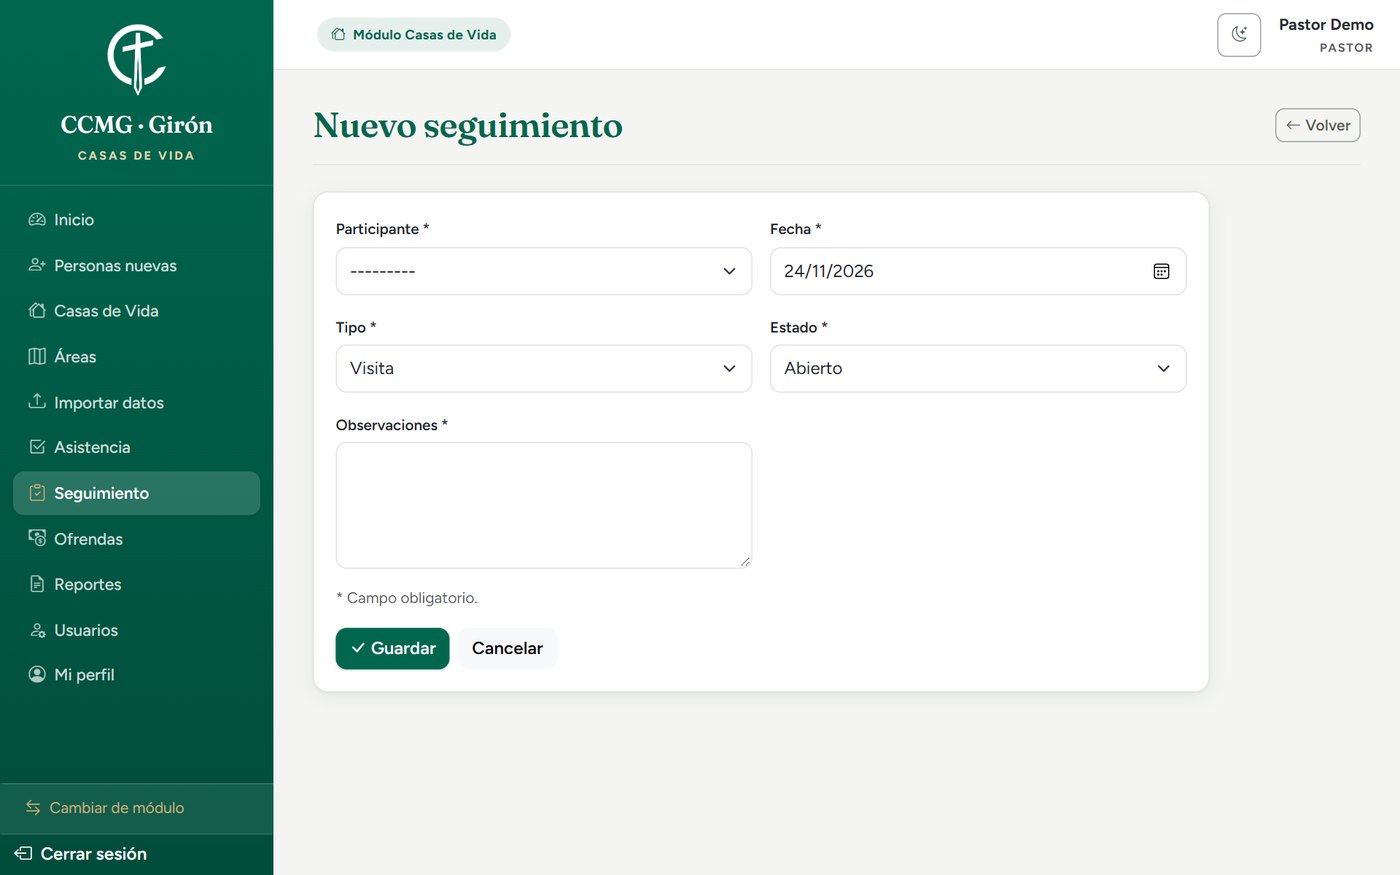 CCMG · Girón
CASAS DE VIDA
Inicio
Personas nuevas
Casas de Vida
Áreas
Importar datos
Asistencia
Seguimiento
Ofrendas
Reportes
Usuarios
Mi perfil
Cambiar de módulo
Cerrar sesión
Módulo Casas de Vida
Pastor Demo
PASTOR
Nuevo seguimiento
← Volver
Participante *
Fecha *
---------
24/11/2026
Tipo *
Estado *
Visita
Abierto
Observaciones *
* Campo obligatorio.
Guardar
Cancelar